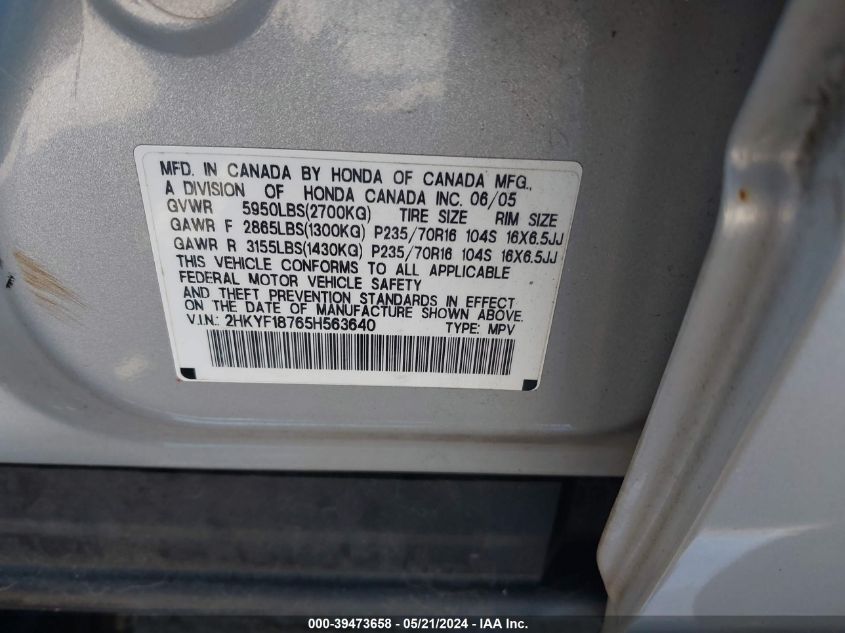 MFD. IN CANADA BY HONDA OF CANADA MFG.,
A DIVISION OF HONDA CANADA INC. 06/05
GVWR 5950LBS(2700KG) TIRE SIZE RIM SIZE
GAWR F 2865LBS(1300KG) P235/70R16 104S 16X6.5JJ
GAWR R 3155LBS(1430KG) P235/70R16 104S 16X6.5JJ
THIS VEHICLE CONFORMS TO ALL APPLICABLE
FEDERAL MOTOR VEHICLE SAFETY
AND THEFT PREVENTION STANDARDS IN EFFECT
ON THE DATE OF MANUFACTURE SHOWN ABOVE.
V.I.N.: 2HKYF18765H563640 TYPE: MPV
000-39473658 - 05/21/2024 - IAA Inc.